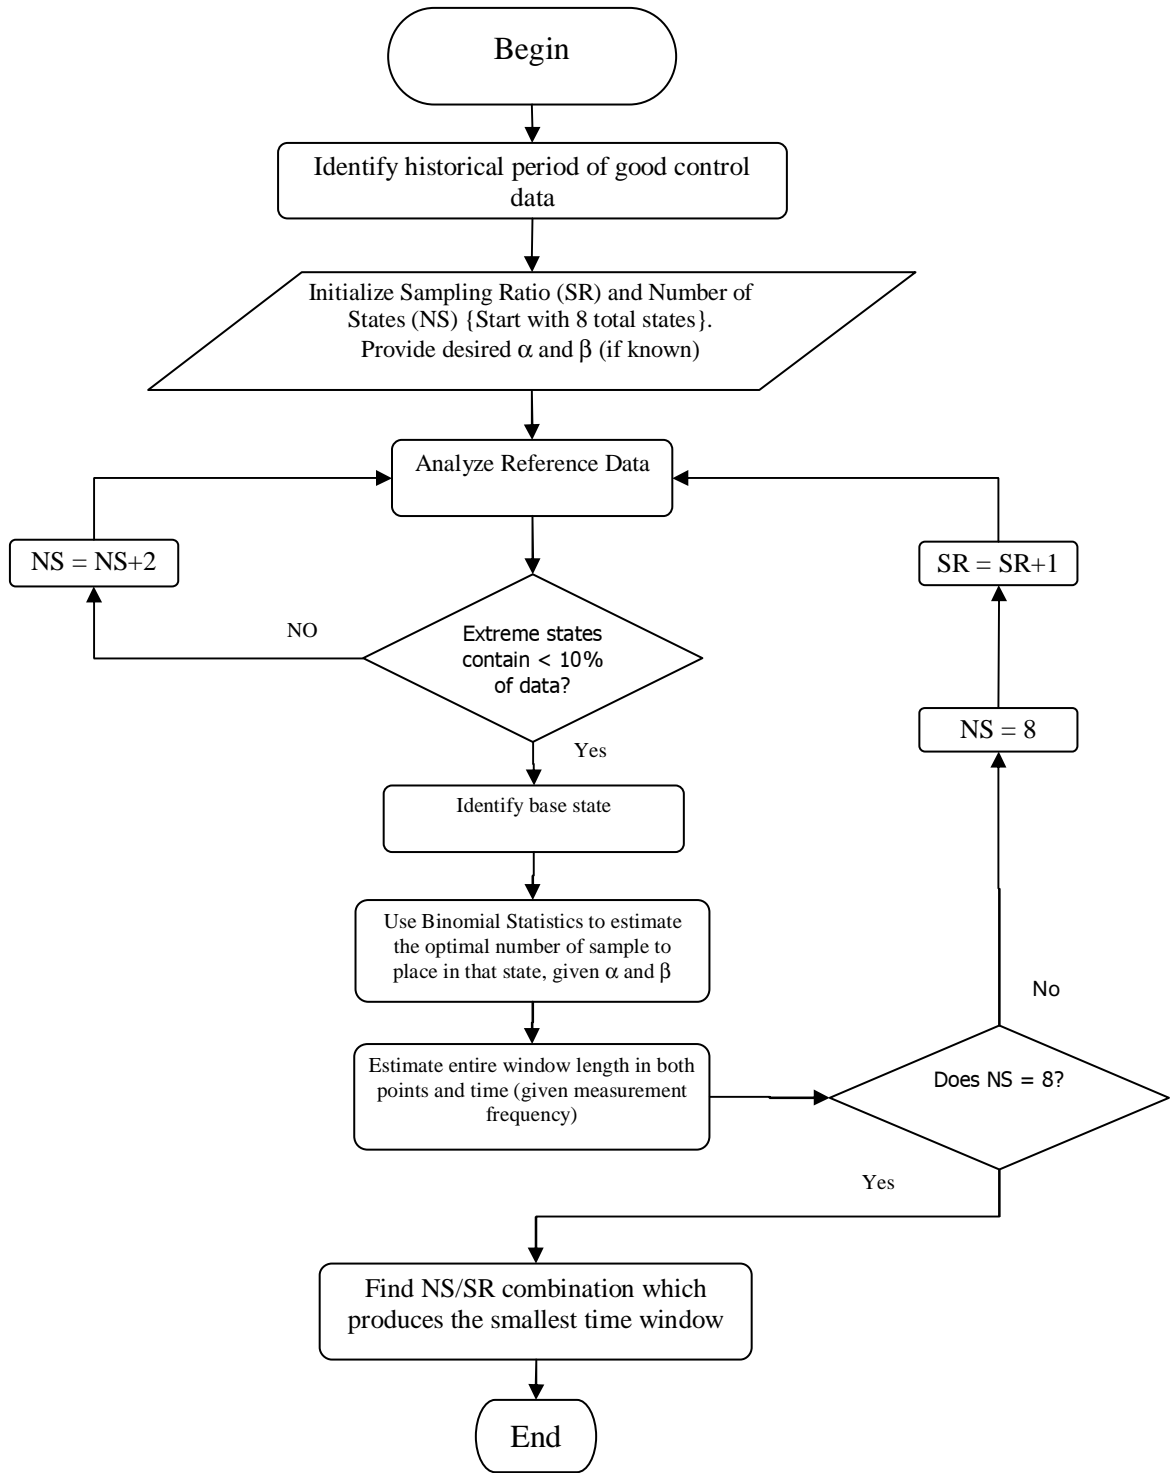 Begin
Identify historical period of good control
data
Initialize Sampling Ratio (SR) and Number of
States (NS) {Start with 8 total states}.
Provide desired α and β (if known)
Analyze Reference Data
NS = NS+2
SR = SR+1
NO
Extreme states
contain < 10%
of data?
NS = 8
Yes
Identify base state
Use Binomial Statistics to estimate
the optimal number of sample to
place in that state, given α and β
No
Estimate entire window length in both
points and time (given measurement
frequency)
Does NS = 8?
Yes
Find NS/SR combination which
produces the smallest time window
End